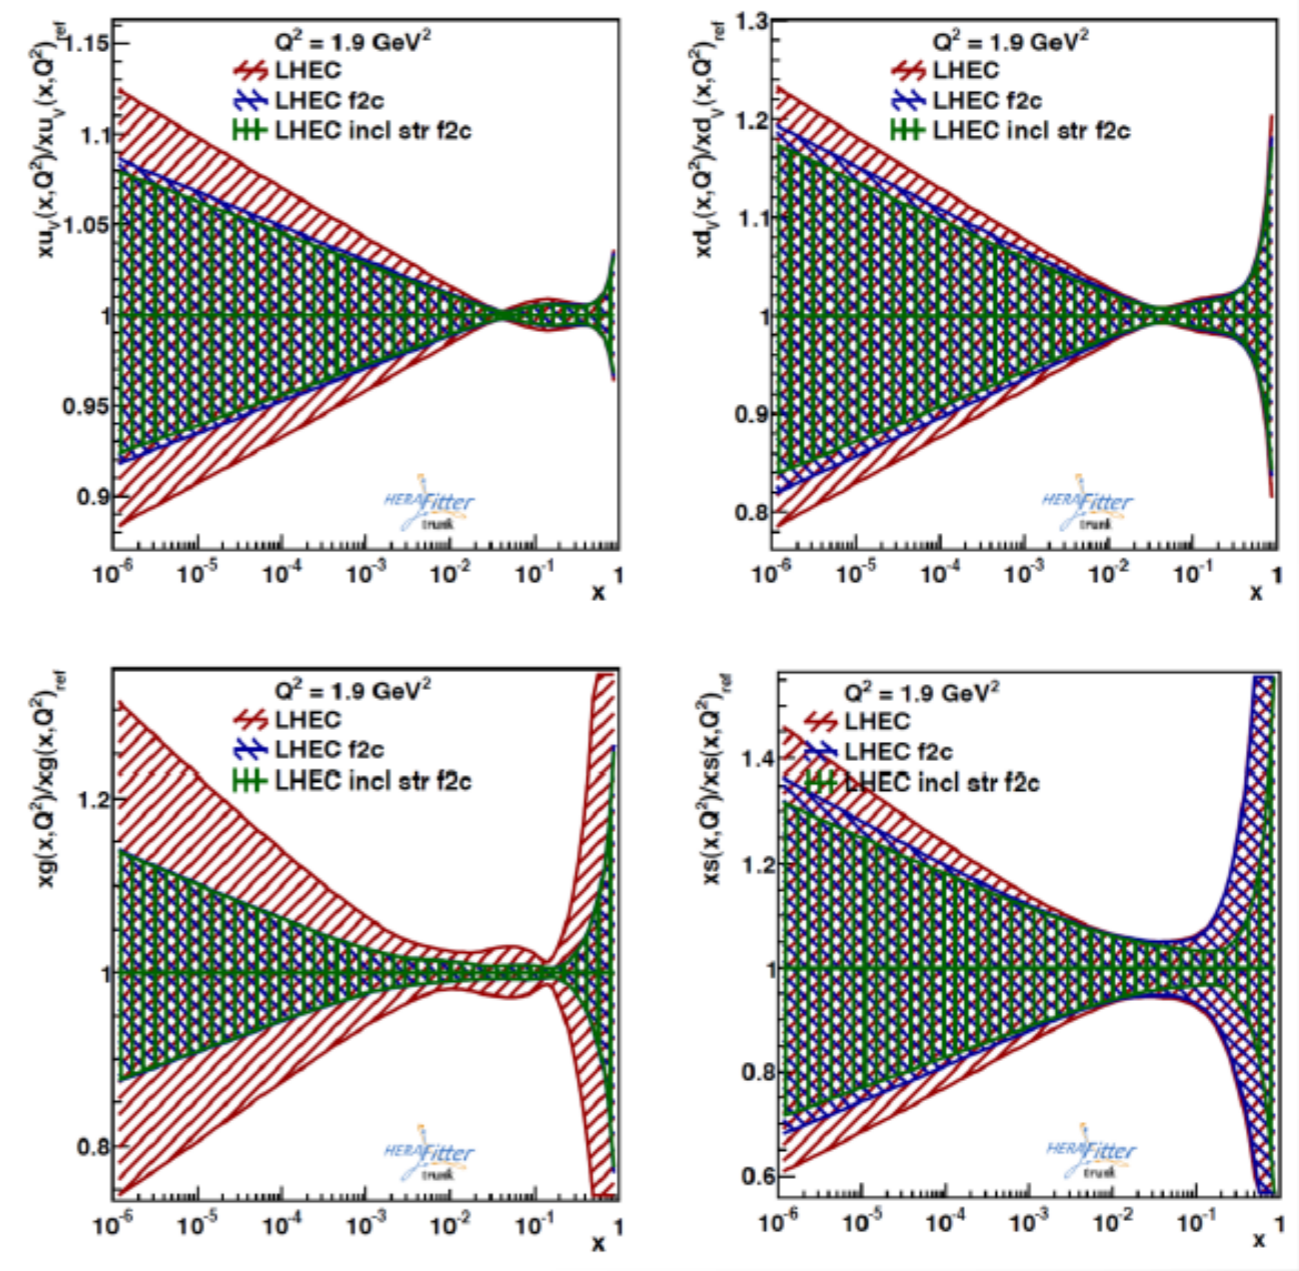 xu_V(x,Q²)/xu_V(x,Q²)_ref
Q² = 1.9 GeV²
LHEC
LHEC f2c
LHEC incl str f2c
1.15
1.1
1.05
1
0.95
0.9
HERAFitter
trunk
10⁻⁶ 10⁻⁵ 10⁻⁴ 10⁻³ 10⁻² 10⁻¹ 1
x
xd_V(x,Q²)/xd_V(x,Q²)_ref
Q² = 1.9 GeV²
LHEC
LHEC f2c
LHEC incl str f2c
1.3
1.2
1.1
1
0.9
0.8
HERAFitter
trunk
10⁻⁶ 10⁻⁵ 10⁻⁴ 10⁻³ 10⁻² 10⁻¹ 1
x
xg(x,Q²)/xg(x,Q²)_ref
Q² = 1.9 GeV²
LHEC
LHEC f2c
LHEC incl str f2c
1.2
1
0.8
HERAFitter
trunk
10⁻⁶ 10⁻⁵ 10⁻⁴ 10⁻³ 10⁻² 10⁻¹ 1
x
xs(x,Q²)/xs(x,Q²)_ref
Q² = 1.9 GeV²
LHEC
LHEC f2c
LHEC incl str f2c
1.4
1.2
1
0.8
0.6
HERAFitter
trunk
10⁻⁶ 10⁻⁵ 10⁻⁴ 10⁻³ 10⁻² 10⁻¹ 1
x